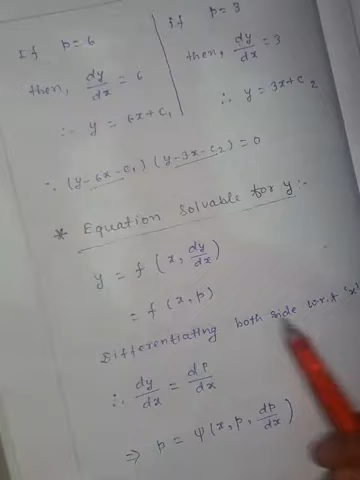 If p = 6
then, dy/dx = 6
∴ y = 6x + c₁
if p = 3
then, dy/dx = 3
∴ y = 3x + c₂
∴ (y - 6x - c₁) (y - 3x - c₂) = 0
* Equation Solvable for y :-
y = f (x, dy/dx)
= f (x, p)
Differentiating both side w.r.t 'x'
∴ dy/dx = dp/dx
⇒ p = ψ(x, p, dp/dx)